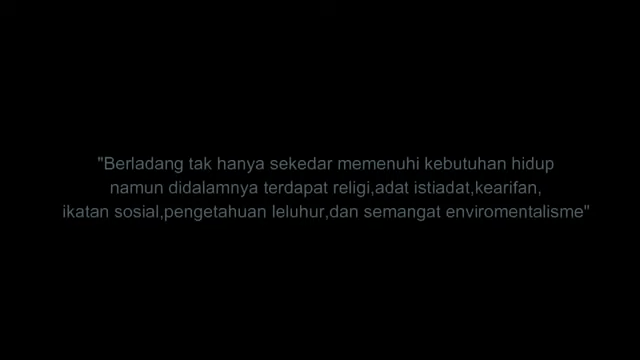 "Berladang tak hanya sekedar memenuhi kebutuhan hidup
namun didalamnya terdapat religi,adat istiadat,kearifan,
ikatan sosial,pengetahuan leluhur,dan semangat enviromentalisme"